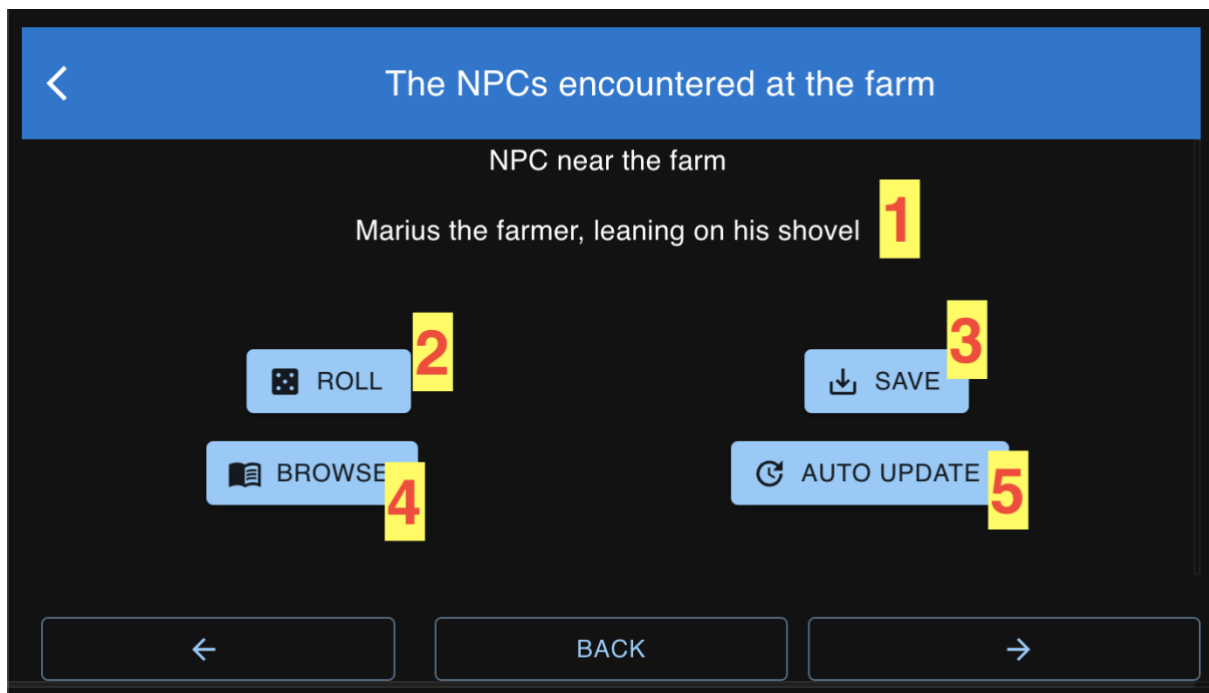 The NPCs encountered at the farm
NPC near the farm
Marius the farmer, leaning on his shovel 1
ROLL 2
SAVE 3
BROWSE 4
AUTO UPDATE 5
← BACK →